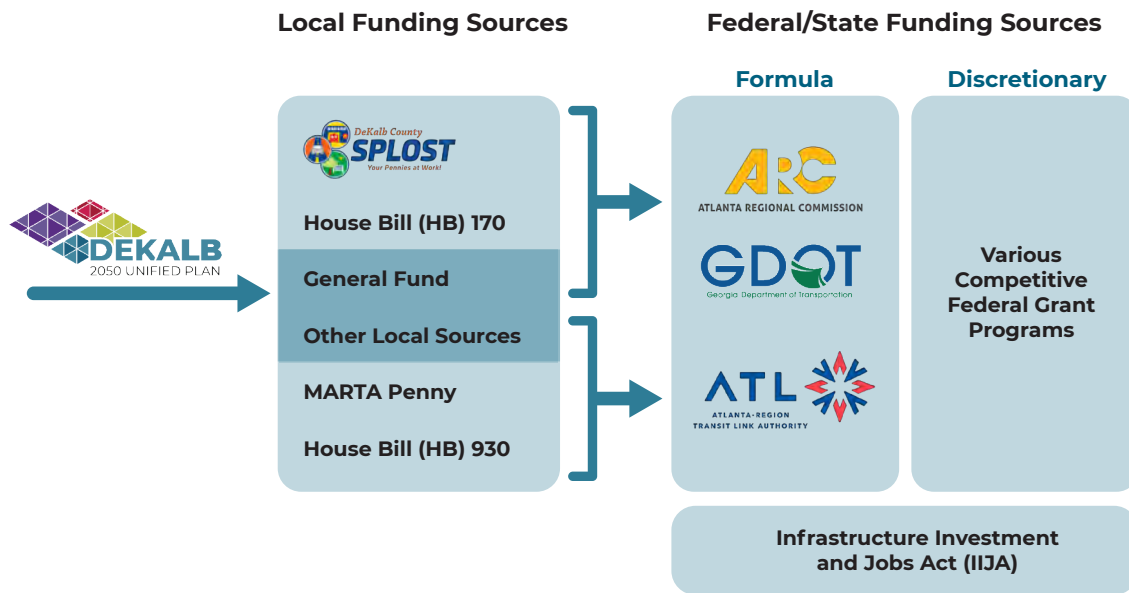 Local Funding Sources
Federal/State Funding Sources
Formula
Discretionary
DeKalb County
SPLOST
Your Pennies at Work!
House Bill (HB) 170
General Fund
Other Local Sources
MARTA Penny
House Bill (HB) 930
DEKALB
2050 UNIFIED PLAN
ARC
ATLANTA REGIONAL COMMISSION
GDOT
Georgia Department of Transportation
ATL
ATLANTA-REGION
TRANSIT LINK AUTHORITY
Various
Competitive
Federal Grant
Programs
Infrastructure Investment
and Jobs Act (IIJA)